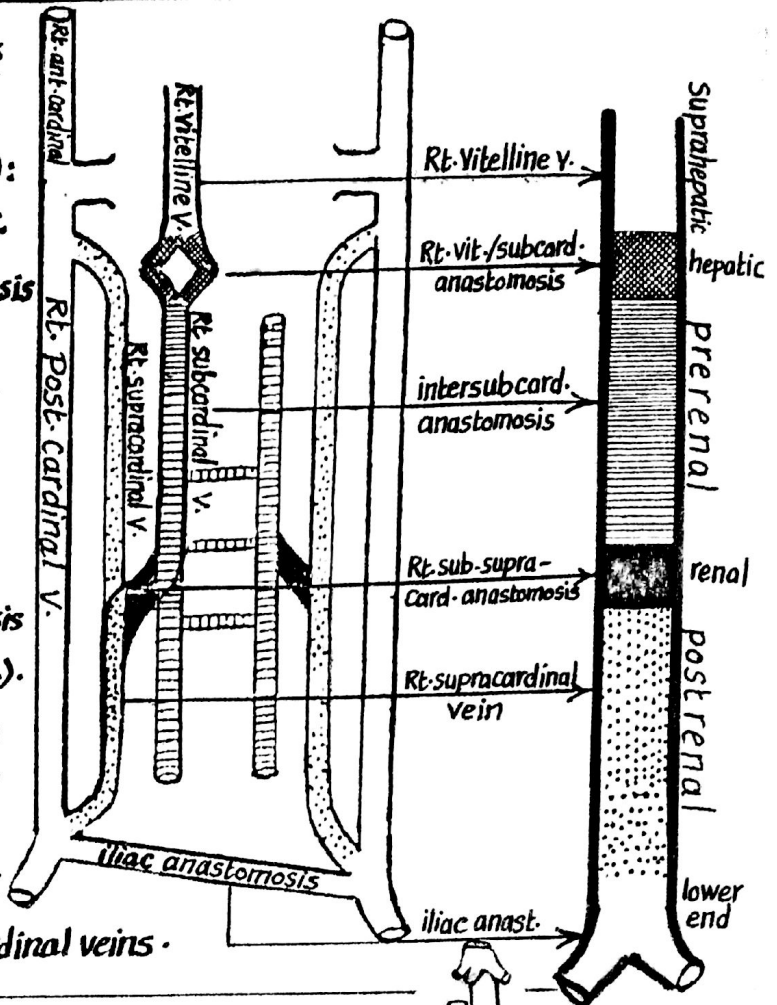 Rt. ant. cardinal
Rt. vitelline v.
Rt. Post. cardinal v.
Rt. supracardinal v.
Rt. subcardinal v.
iliac anastomosis
Rt. Vitelline v.
Rt. vit./subcard.
anastomosis
intersubcard.
anastomosis
Rt. sub-supra-
card. anastomosis
Rt. supracardinal
vein
iliac anast.
Suprahepatic
hepatic
prerenal
renal
postrenal
lower
end
sis
sis
).
dinal veins.